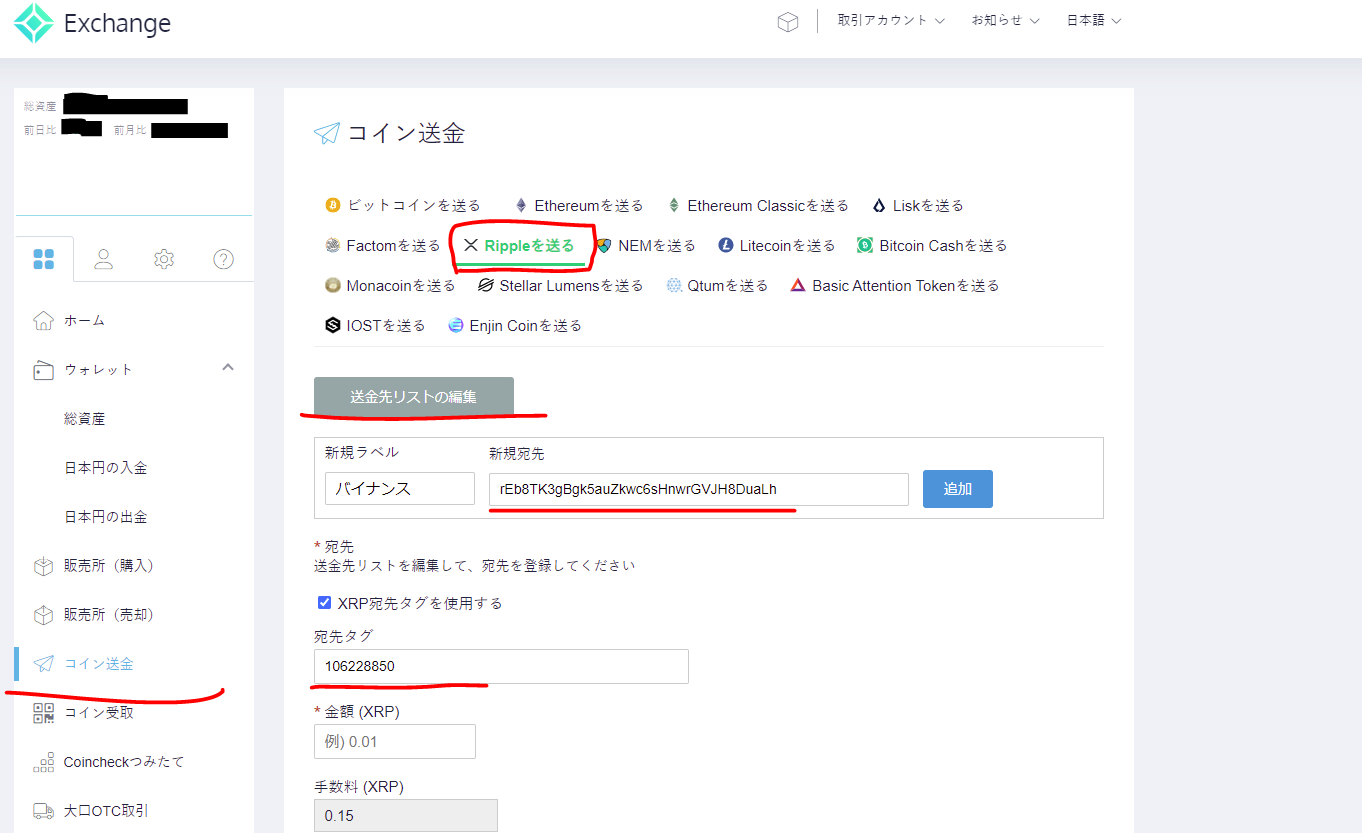 Exchange
取引アカウント
お知らせ
日本語
総資産
前日比 前月比
ホーム
ウォレット
総資産
日本円の入金
日本円の出金
販売所（購入）
販売所（売却）
コイン送金
コイン受取
Coincheckつみたて
大口OTC取引
コイン送金
ビットコインを送る Ethereumを送る Ethereum Classicを送る Liskを送る
Factomを送る Rippleを送る NEMを送る Litecoinを送る Bitcoin Cashを送る
Monacoinを送る Stellar Lumensを送る Qtumを送る Basic Attention Tokenを送る
IOSTを送る Enjin Coinを送る
送金先リストの編集
新規ラベル 新規宛先
バイナンス rEb8TK3gBgk5auZkwc6sHnwrGVJH8DuaLh 追加
* 宛先
送金先リストを編集して、宛先を登録してください
XRP宛先タグを使用する
宛先タグ
106228850
* 金額 (XRP)
例) 0.01
手数料 (XRP)
0.15